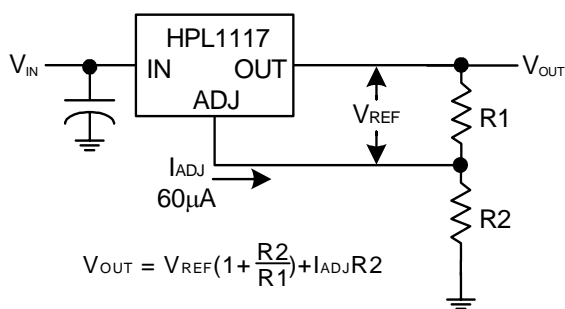 HPL1117
VIN
IN
OUT
VOUT
ADJ
VREF
R1
IADJ
60μA
R2
VOUT = VREF(1+R2/R1)+IADJR2